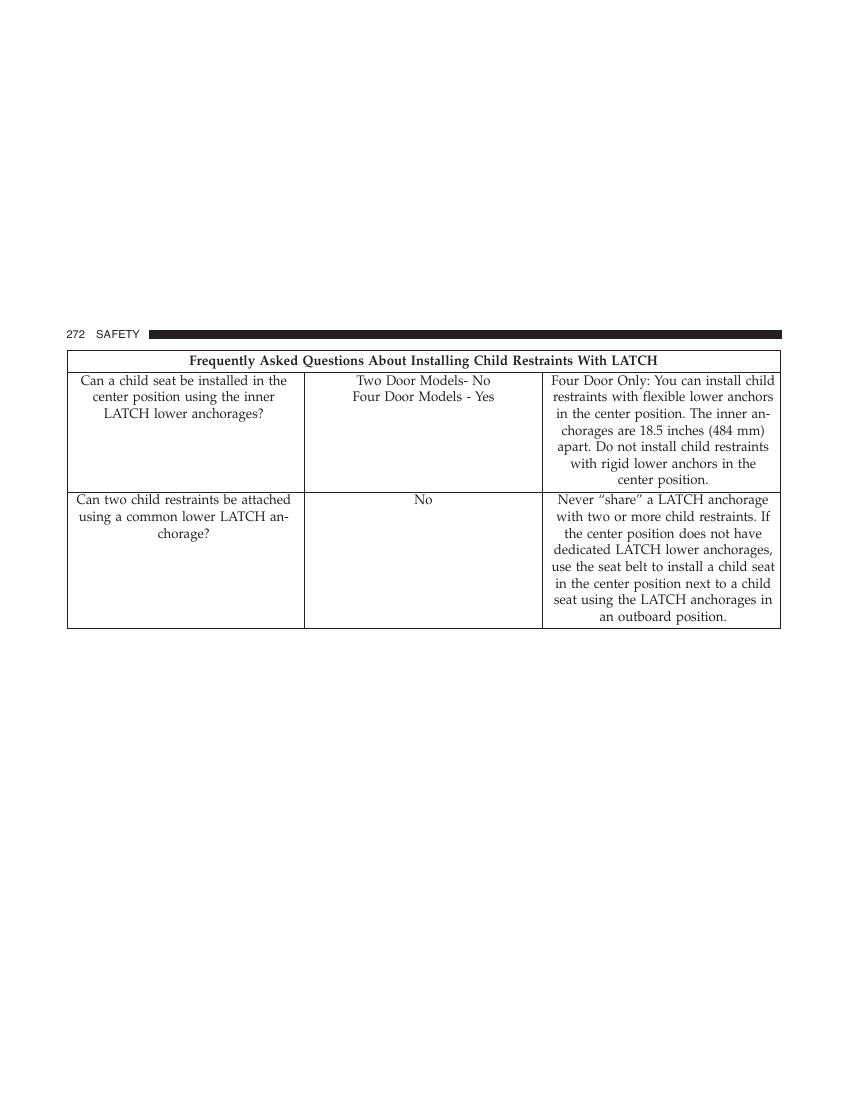 272 SAFETY
Frequently Asked Questions About Installing Child Restraints With LATCH
Can a child seat be installed in the
center position using the inner
LATCH lower anchorages?
Two Door Models- No
Four Door Models - Yes
Four Door Only: You can install child
restraints with flexible lower anchors
in the center position. The inner an-
chorages are 18.5 inches (484 mm)
apart. Do not install child restraints
with rigid lower anchors in the
center position.
Can two child restraints be attached
using a common lower LATCH an-
chorage?
No
Never “share” a LATCH anchorage
with two or more child restraints. If
the center position does not have
dedicated LATCH lower anchorages,
use the seat belt to install a child seat
in the center position next to a child
seat using the LATCH anchorages in
an outboard position.